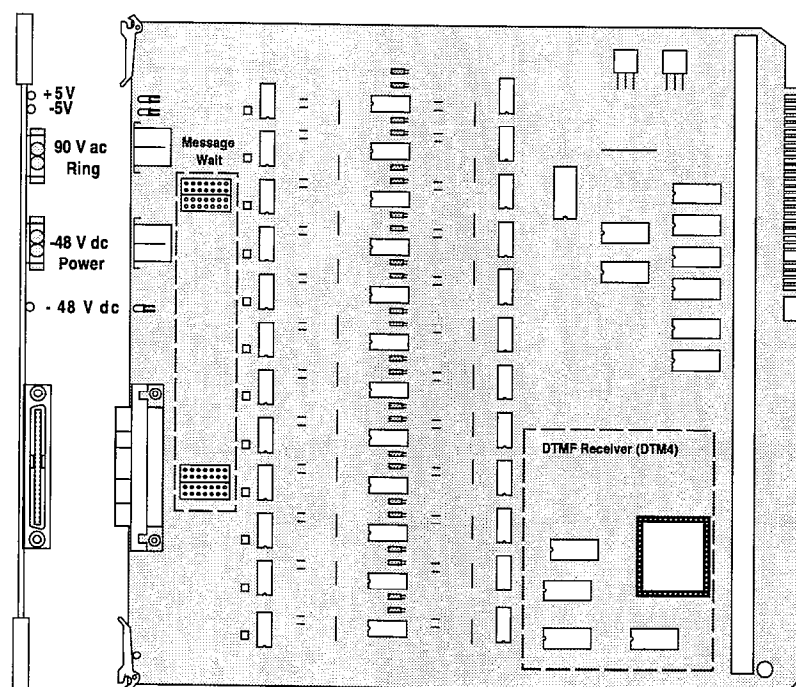 +5V
-5V
90 V ac
Ring
-48 V dc
Power
- 48 V dc
Message
Wait
DTMF Receiver (DTM4)